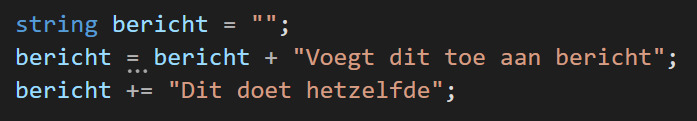 string bericht = "";
bericht = bericht + "Voegt dit toe aan bericht";
bericht += "Dit doet hetzelfde";